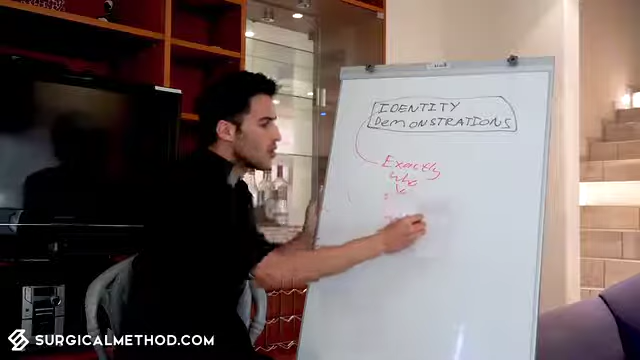 IDENTITY
DEMONSTRATIONS
Exactly
who
SURGICALMETHOD.COM